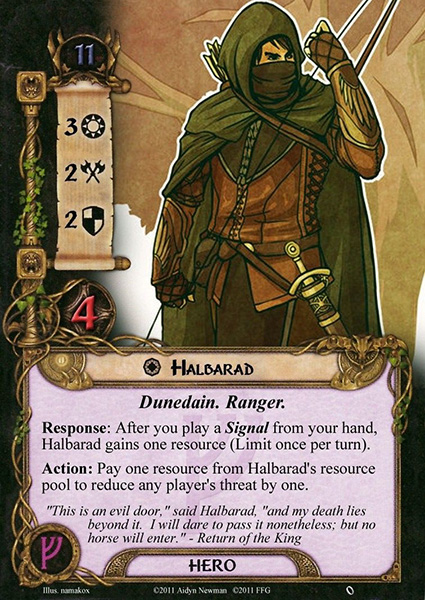 11
3
2
2
4
Halbarad
Dunedain. Ranger.
Response: After you play a Signal from your hand,
Halbarad gains one resource (Limit once per turn).
Action: Pay one resource from Halbarad's resource
pool to reduce any player's threat by one.
"This is an evil door," said Halbarad, "and my death lies
beyond it. I will dare to pass it nonetheless; but no
horse will enter." - Return of the King
HERO
Illus. namakox ©2011 Aidyn Newman ©2011 FFG 0